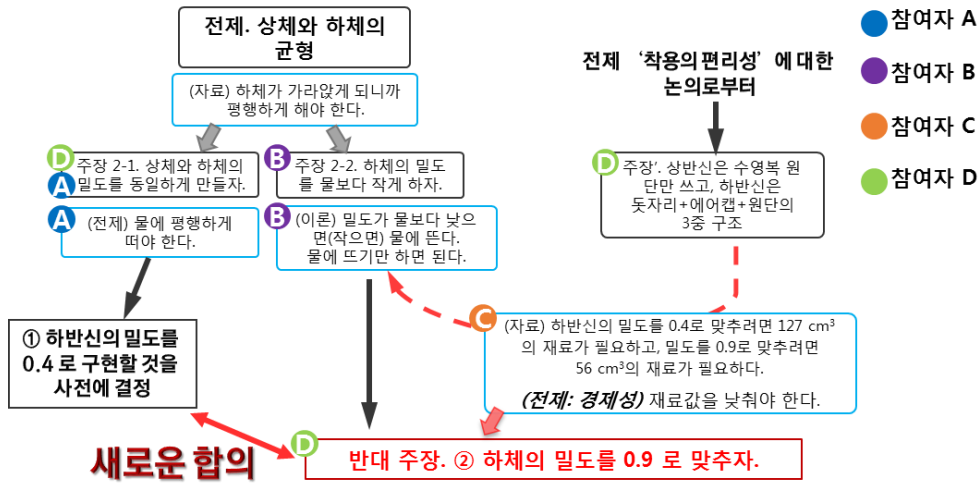 전제. 상체와 하체의
균형
(자료) 하체가 가라앉게 되니까
평행하게 해야 한다.
D
주장 2-1. 상체와 하체의
밀도를 동일하게 만들자.
A
B
주장 2-2. 하체의 밀도
를 물보다 작게 하자.
A
(전제) 물에 평행하게
떠야 한다.
B
(이론) 밀도가 물보다 낮으
면(작으면) 물에 뜬다.
물에 뜨기만 하면 된다.
① 하반신의 밀도를
0.4 로 구현할 것을
사전에 결정
전제 ‘착용의 편리성’ 에 대한
논의로부터
D
주장’. 상반신은 수영복 원
단만 쓰고, 하반신은
돗자리+에어캡+원단의
3중 구조
C
(자료) 하반신의 밀도를 0.4로 맞추려면 127 cm³
의 재료가 필요하고, 밀도를 0.9로 맞추려면
56 cm³의 재료가 필요하다.
(전제: 경제성) 재료값을 낮춰야 한다.
새로운 합의
D
반대 주장. ② 하체의 밀도를 0.9 로 맞추자.
참여자 A
참여자 B
참여자 C
참여자 D